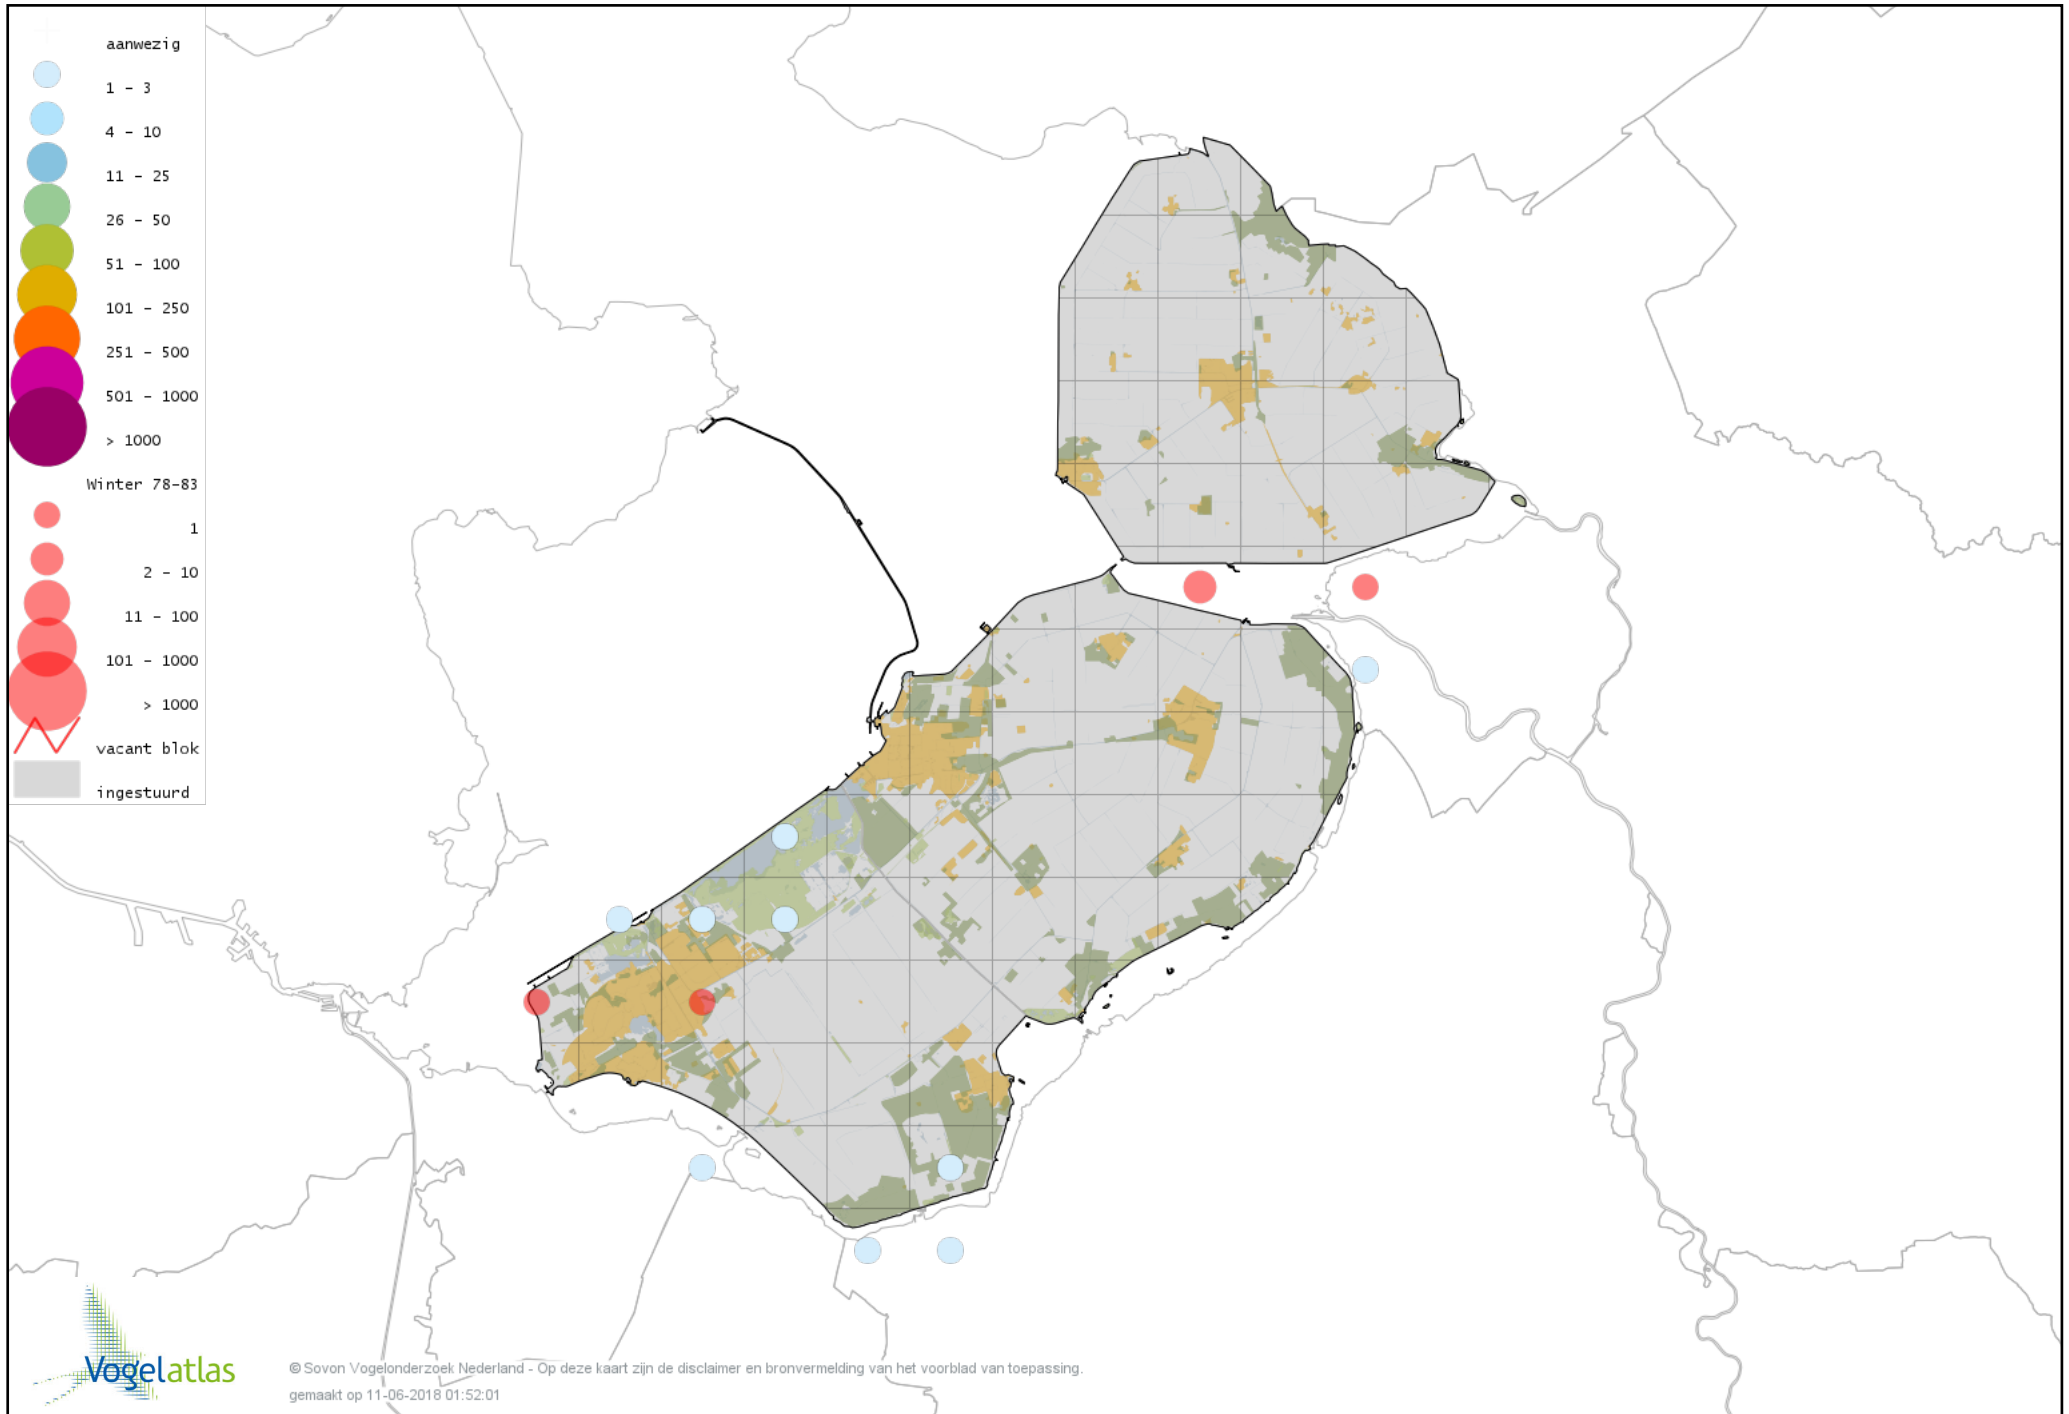 aanwezig
1 – 3
4 – 10
11 – 25
26 – 50
51 – 100
101 – 250
251 – 500
501 – 1000
> 1000
Winter 78-83
1
2 – 10
11 – 100
101 – 1000
> 1000
vacant blok
ingestuurd
Vogelatlas
© Sovon Vogelonderzoek Nederland - Op deze kaart zijn de disclaimer en bronvermelding van het voorblad van toepassing.
gemaakt op 11-06-2018 01:52:01